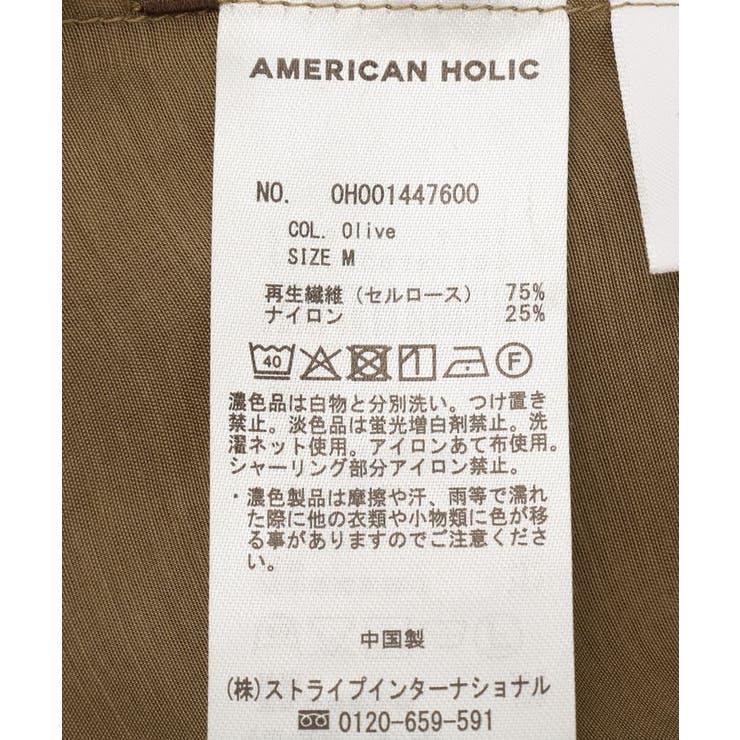 AMERICAN HOLIC
NO. OH001447600
COL. Olive
SIZE M
再生繊維（セルロース） 75%
ナイロン 25%
40 F
濃色品は白物と分別洗い。つけ置き
禁止。淡色品は蛍光増白剤禁止。洗
濯ネット使用。アイロンあて布使用。
シャーリング部分アイロン禁止。
・濃色製品は摩擦や汗、雨等で濡れ
た際に他の衣類や小物類に色が移
る事がありますのでご注意くださ
い。
中国製
（株）ストライプインターナショナル
0120-659-591